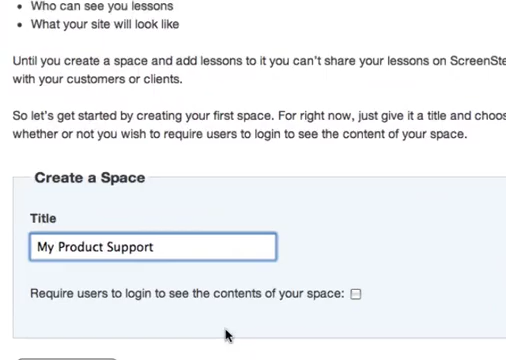 • Who can see you lessons
• What your site will look like
Until you create a space and add lessons to it you can't share your lessons on
with your customers or clients.
So let's get started by creating your first space. For right now, just give it a title and
whether or not you wish to require users to login to see the content of your space.
Create a Space
Title
My Product Support
Require users to login to see the contents of your space: